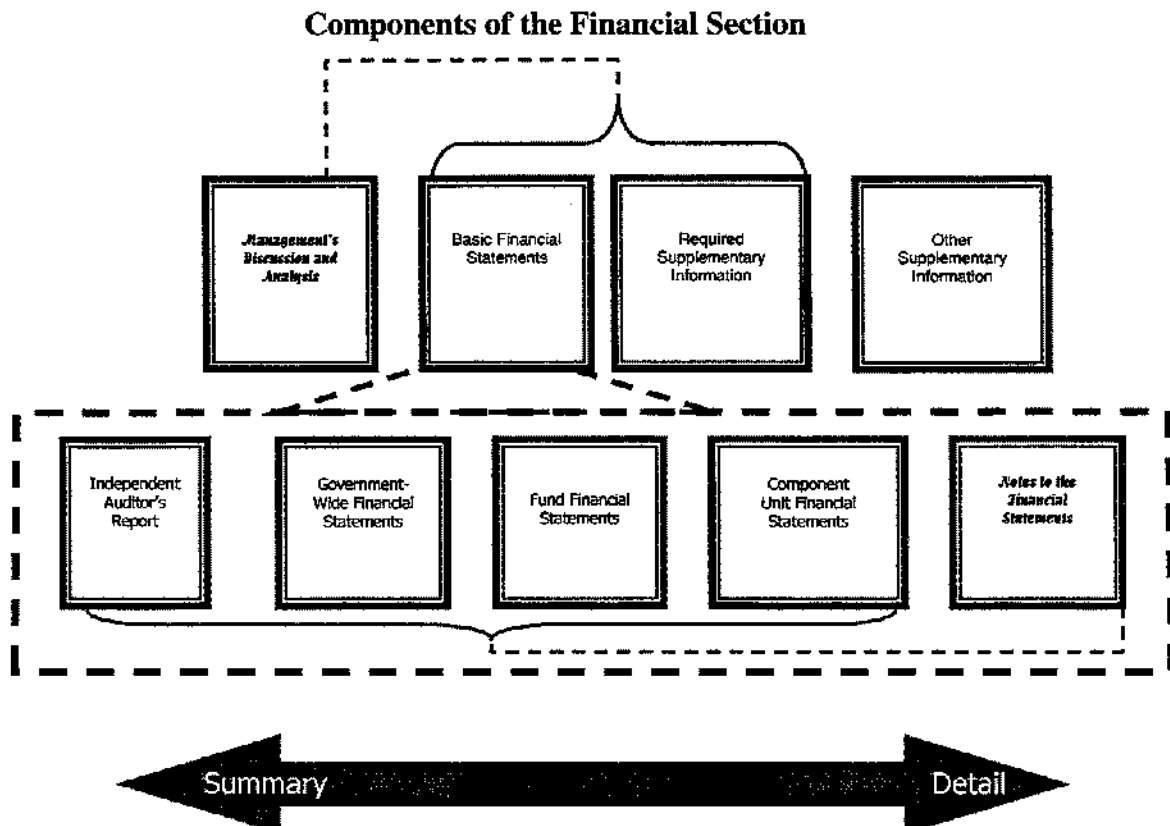 Components of the Financial Section
Management's
Discussion and
Analysis
Basic Financial
Statements
Required
Supplementary
Information
Other
Supplementary
Information
Independent
Auditor's
Report
Government-
Wide Financial
Statements
Fund Financial
Statements
Component
Unit Financial
Statements
Notes to the
Financial
Statements
Summary
Detail